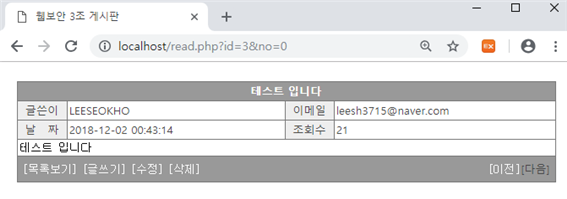 웹보안 3조 게시판
localhost/read.php?id=3&no=0
테스트 입니다
글쓴이 LEESEOKHO 이메일 leesh3715@naver.com
날 짜 2018-12-02 00:43:14 조회수 21
테스트 입니다
[목록보기] [글쓰기] [수정] [삭제] [이전][다음]